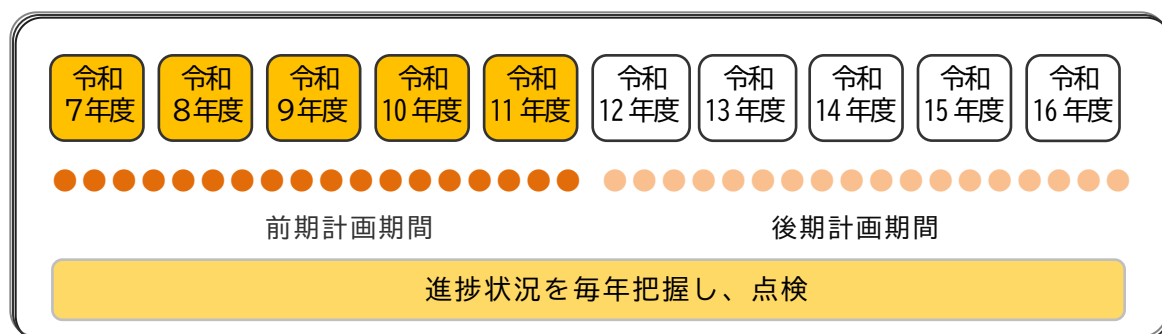 令和
7年度
令和
8年度
令和
9年度
令和
10年度
令和
11年度
令和
12年度
令和
13年度
令和
14年度
令和
15年度
令和
16年度
前期計画期間
後期計画期間
進捗状況を毎年把握し、点検